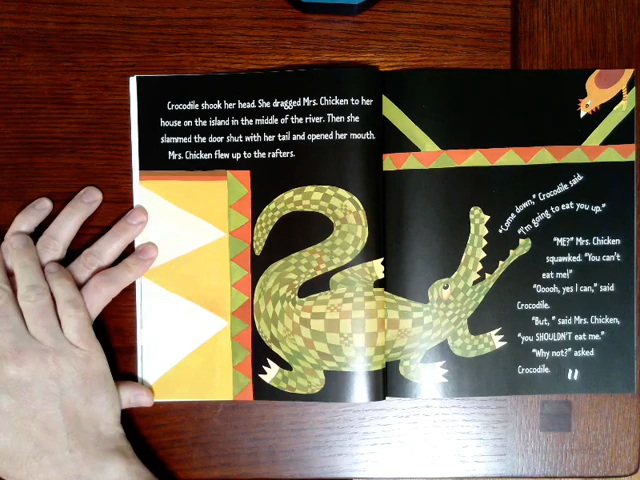 Crocodile shook her head. She dragged Mrs. Chicken to her
house on the island in the middle of the river. Then she
slammed the door shut with her tail and opened her mouth.
Mrs. Chicken flew up to the rafters.
"Come down," Crocodile said.
"I'm going to eat you up."
"ME?" Mrs. Chicken
squawked. "You can't
eat me!"
"Ooooh, yes I can," said
Crocodile.
"But, " said Mrs. Chicken,
"you SHOULDN'T eat me."
"Why not?" asked
Crocodile.